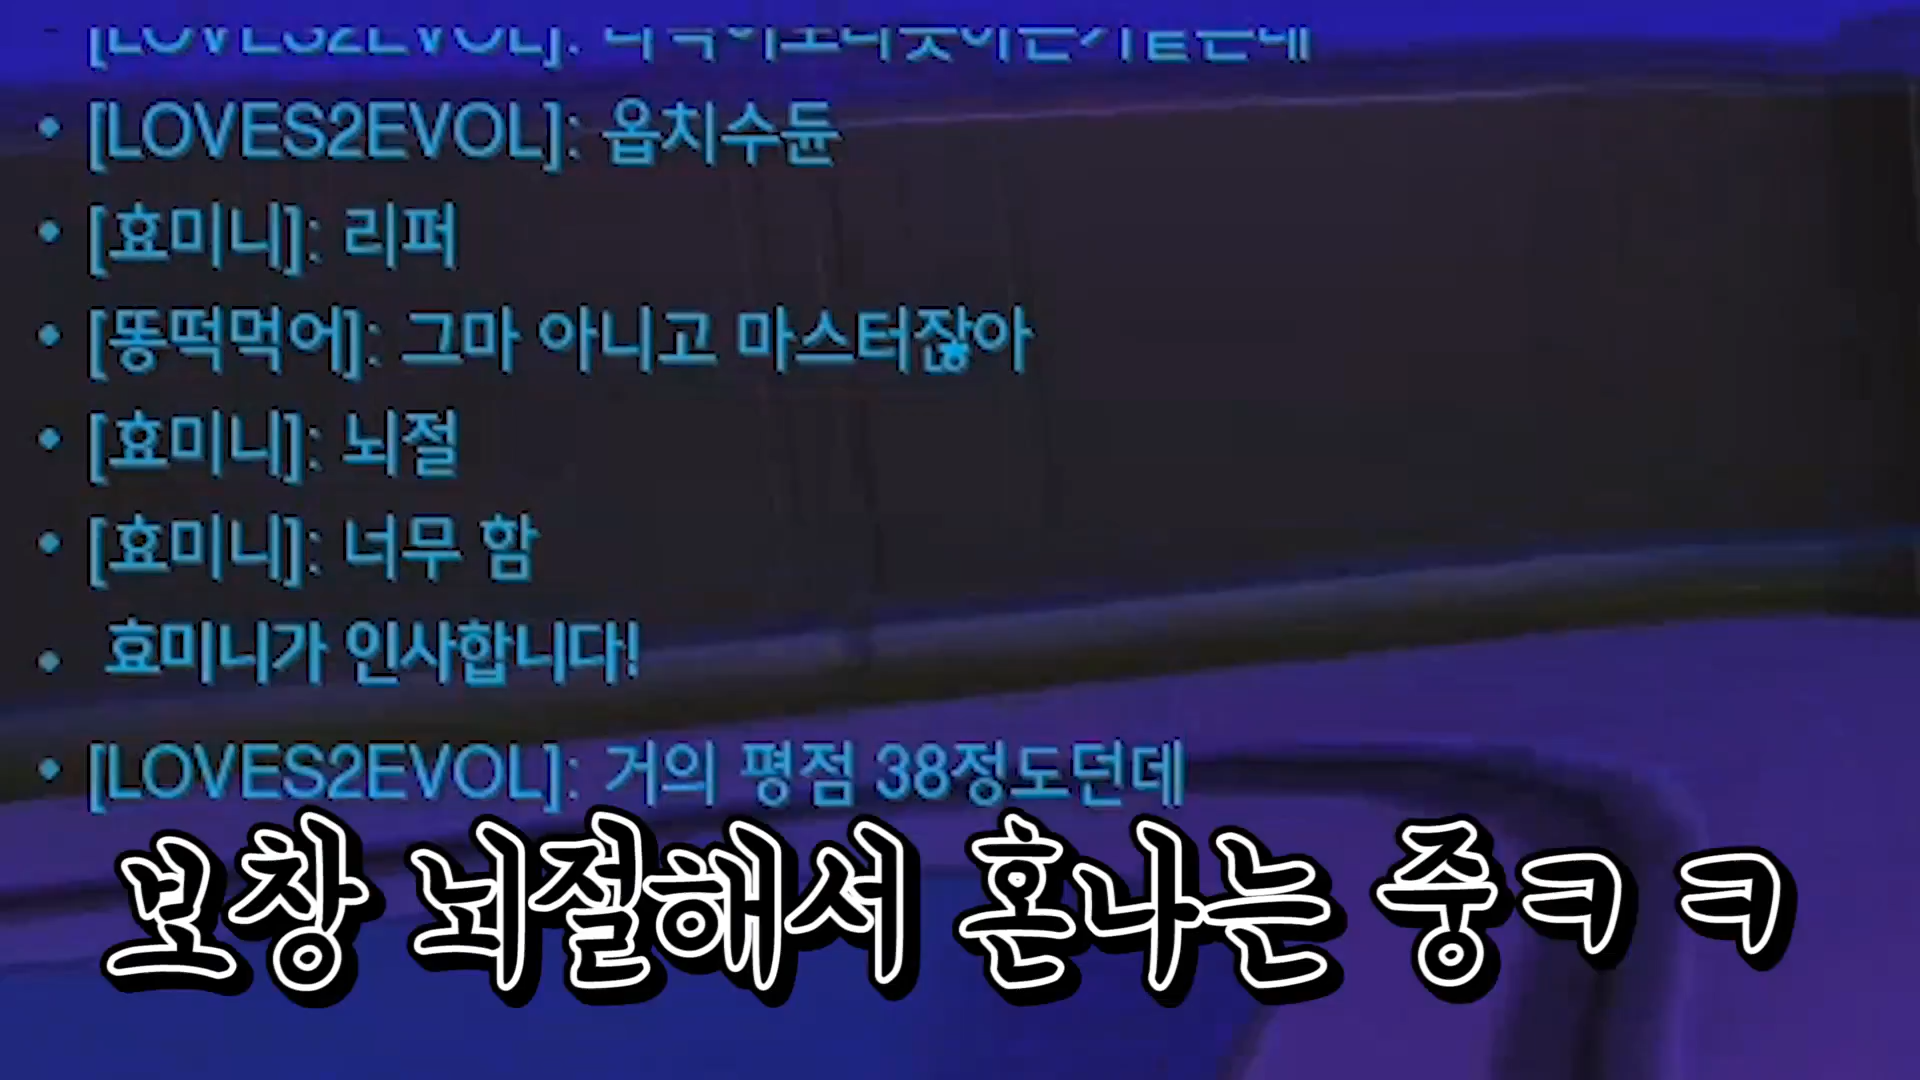 [LOVES2EVOL]:
• [LOVES2EVOL]: 옵치수듄
• [효미니]: 리퍼
• [똥떡먹어]: 그마 아니고 마스터잖아
• [효미니]: 뇌절
• [효미니]: 너무 함
• 효미니가 인사합니다!
• [LOVES2EVOL]: 거의 평점 38정도던데
보창 뇌절해서 혼나는 중ㅋㅋ